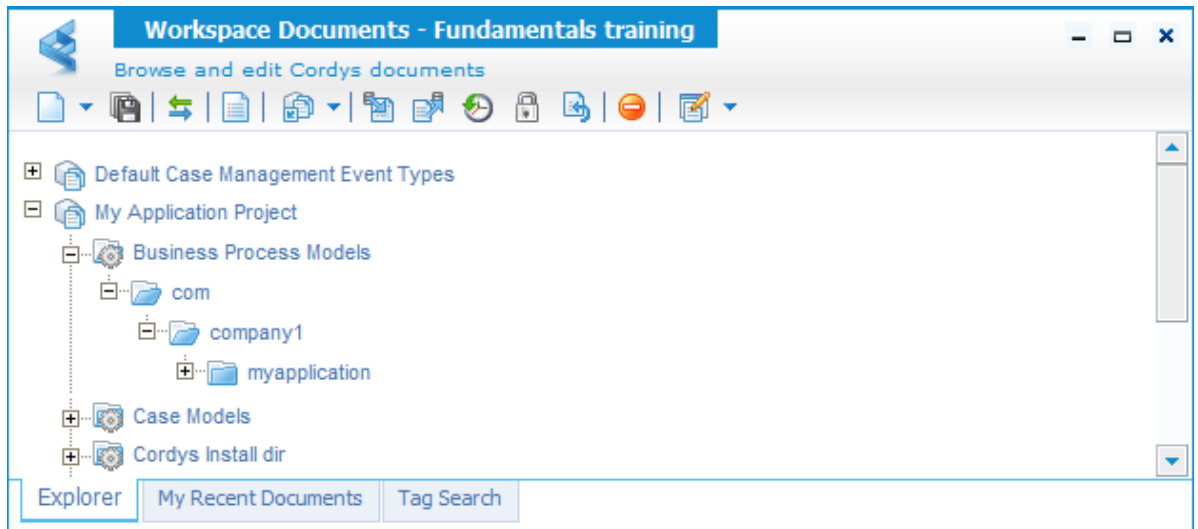 Workspace Documents - Fundamentals training
Browse and edit Cordys documents
Default Case Management Event Types
My Application Project
Business Process Models
com
company1
myapplication
Case Models
Cordys Install dir
Explorer My Recent Documents Tag Search